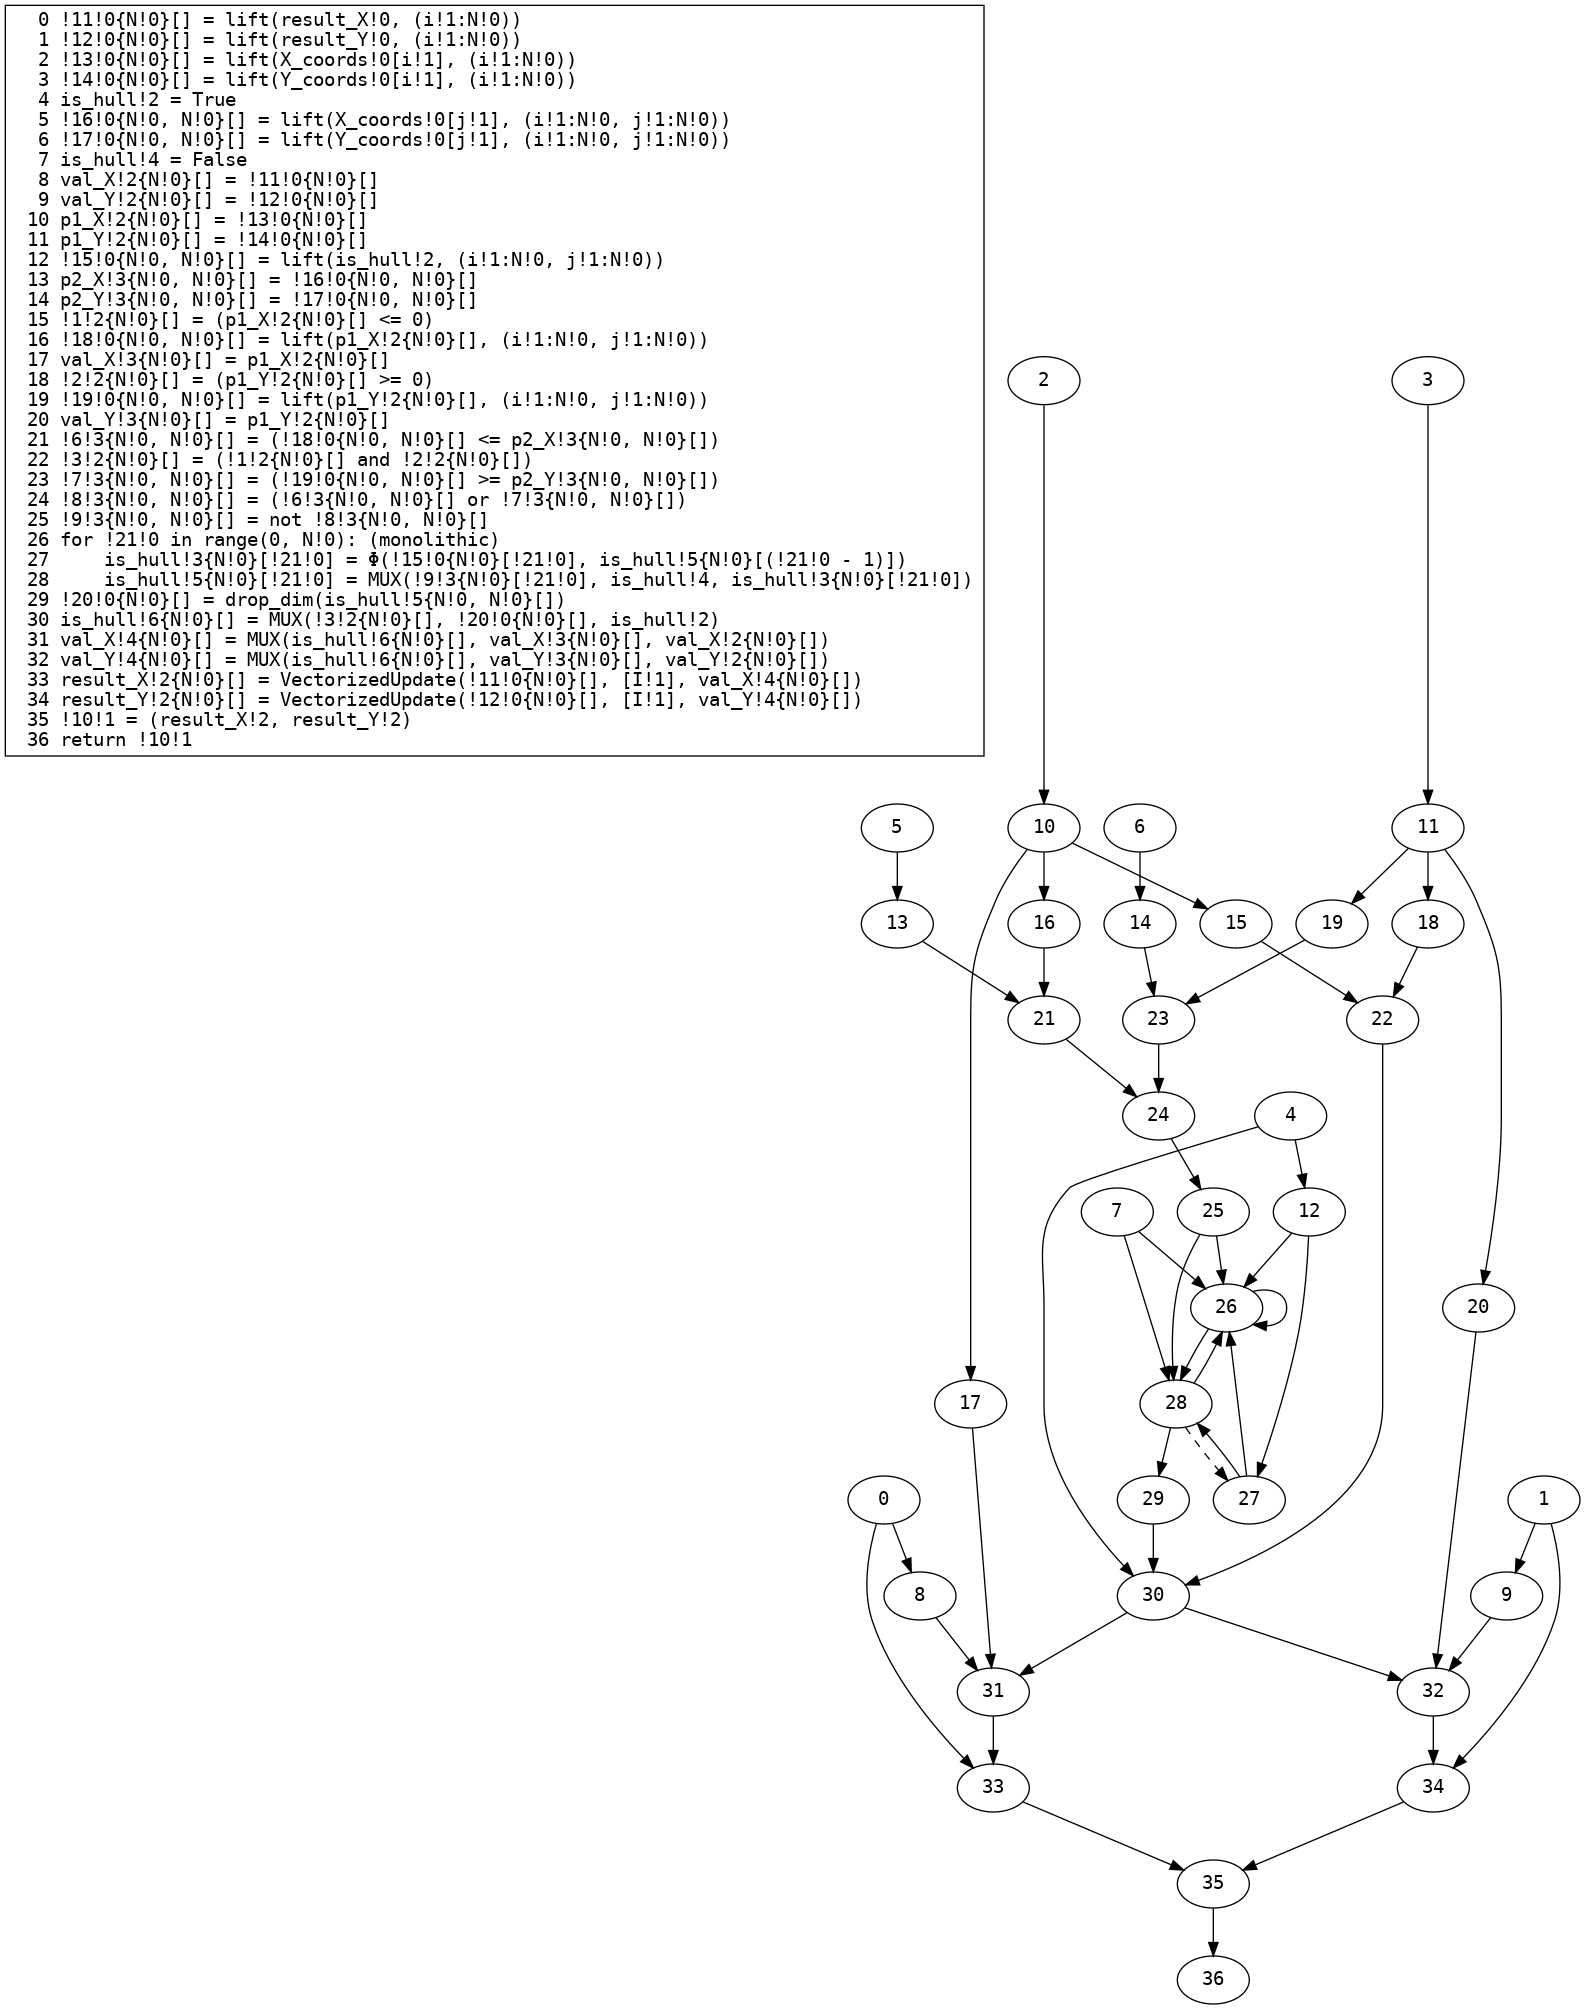 0 !11!0{N!0}[] = lift(result_X!0, (i!1:N!0))
1 !12!0{N!0}[] = lift(result_Y!0, (i!1:N!0))
2 !13!0{N!0}[] = lift(X_coords!0[i!1], (i!1:N!0))
3 !14!0{N!0}[] = lift(Y_coords!0[i!1], (i!1:N!0))
4 is_hull!2 = True
5 !16!0{N!0, N!0}[] = lift(X_coords!0[j!1], (i!1:N!0, j!1:N!0))
6 !17!0{N!0, N!0}[] = lift(Y_coords!0[j!1], (i!1:N!0, j!1:N!0))
7 is_hull!4 = False
8 val_X!2{N!0}[] = !11!0{N!0}[]
9 val_Y!2{N!0}[] = !12!0{N!0}[]
10 p1_X!2{N!0}[] = !13!0{N!0}[]
11 p1_Y!2{N!0}[] = !14!0{N!0}[]
12 !15!0{N!0, N!0}[] = lift(is_hull!2, (i!1:N!0, j!1:N!0))
13 p2_X!3{N!0, N!0}[] = !16!0{N!0, N!0}[]
14 p2_Y!3{N!0, N!0}[] = !17!0{N!0, N!0}[]
15 !1!2{N!0}[] = (p1_X!2{N!0}[] <= 0)
16 !18!0{N!0, N!0}[] = lift(p1_X!2{N!0}[], (i!1:N!0, j!1:N!0))
17 val_X!3{N!0}[] = p1_X!2{N!0}[]
18 !2!2{N!0}[] = (p1_Y!2{N!0}[] >= 0)
19 !19!0{N!0, N!0}[] = lift(p1_Y!2{N!0}[], (i!1:N!0, j!1:N!0))
20 val_Y!3{N!0}[] = p1_Y!2{N!0}[]
21 !6!3{N!0, N!0}[] = (!18!0{N!0, N!0}[] <= p2_X!3{N!0, N!0}[])
22 !3!2{N!0}[] = (!1!2{N!0}[] and !2!2{N!0}[])
23 !7!3{N!0, N!0}[] = (!19!0{N!0, N!0}[] >= p2_Y!3{N!0, N!0}[])
24 !8!3{N!0, N!0}[] = (!6!3{N!0, N!0}[] or !7!3{N!0, N!0}[])
25 !9!3{N!0, N!0}[] = not !8!3{N!0, N!0}[]
26 for !21!0 in range(0, N!0): (monolithic)
27     is_hull!3{N!0}[!21!0] = Φ(!15!0{N!0}[!21!0], is_hull!5{N!0}[(!21!0 - 1)])
28     is_hull!5{N!0}[!21!0] = MUX(!9!3{N!0}[!21!0], is_hull!4, is_hull!3{N!0}[!21!0])
29 !20!0{N!0}[] = drop_dim(is_hull!5{N!0, N!0}[])
30 is_hull!6{N!0}[] = MUX(!3!2{N!0}[], !20!0{N!0}[], is_hull!2)
31 val_X!4{N!0}[] = MUX(is_hull!6{N!0}[], val_X!3{N!0}[], val_X!2{N!0}[])
32 val_Y!4{N!0}[] = MUX(is_hull!6{N!0}[], val_Y!3{N!0}[], val_Y!2{N!0}[])
33 result_X!2{N!0}[] = VectorizedUpdate(!11!0{N!0}[], [I!1], val_X!4{N!0}[])
34 result_Y!2{N!0}[] = VectorizedUpdate(!12!0{N!0}[], [I!1], val_Y!4{N!0}[])
35 !10!1 = (result_X!2, result_Y!2)
36 return !10!1
2 3
5 10 6 11
13 16 14 15 19 18
21 23 22
24 4
7 25 12
26 20
17 28
0 29 27 1
8 30 9
31 32
33 34
35
36